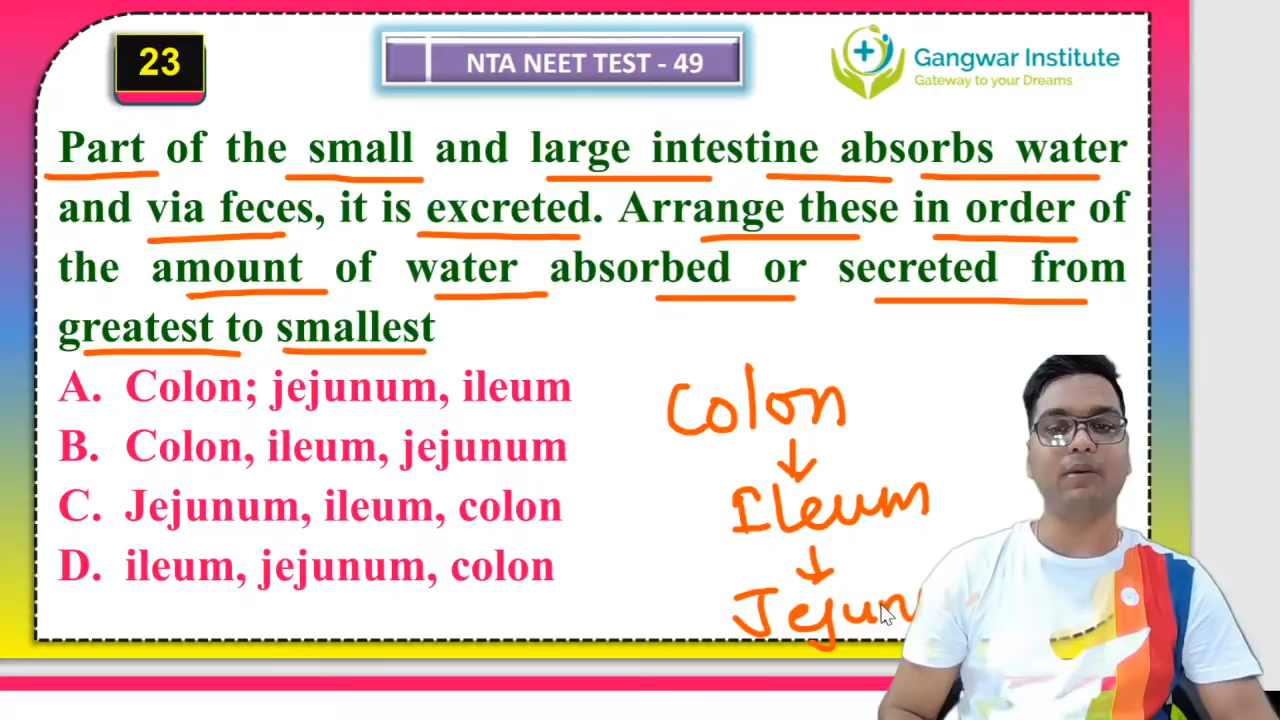 23
NTA NEET TEST - 49
Gangwar Institute
Gateway to your Dreams
Part of the small and large intestine absorbs water
and via feces, it is excreted. Arrange these in order of
the amount of water absorbed or secreted from
greatest to smallest
A. Colon; jejunum, ileum
B. Colon, ileum, jejunum
C. Jejunum, ileum, colon
D. ileum, jejunum, colon
Colon
Ileum